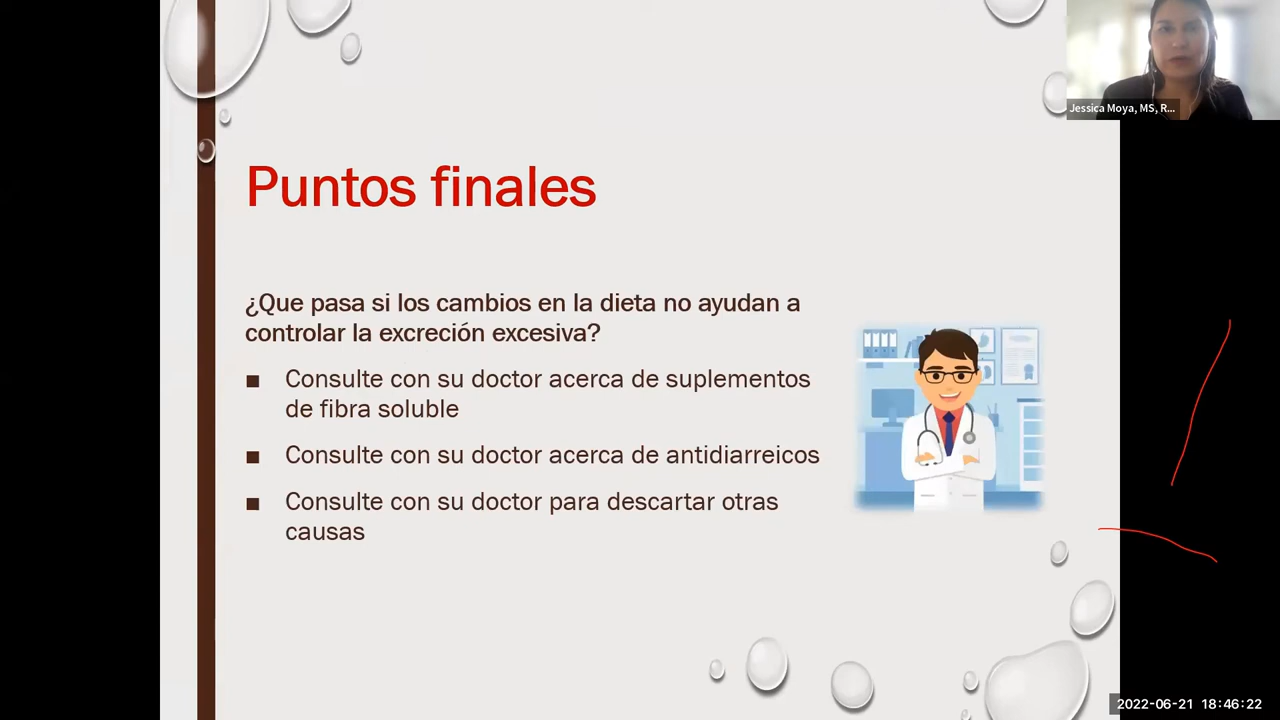 Jessica Moya, MS, R...
Puntos finales
¿Que pasa si los cambios en la dieta no ayudan a
controlar la excreción excesiva?
■ Consulte con su doctor acerca de suplementos
de fibra soluble
■ Consulte con su doctor acerca de antidiarreicos
■ Consulte con su doctor para descartar otras
causas
2022-06-21 18:46:22